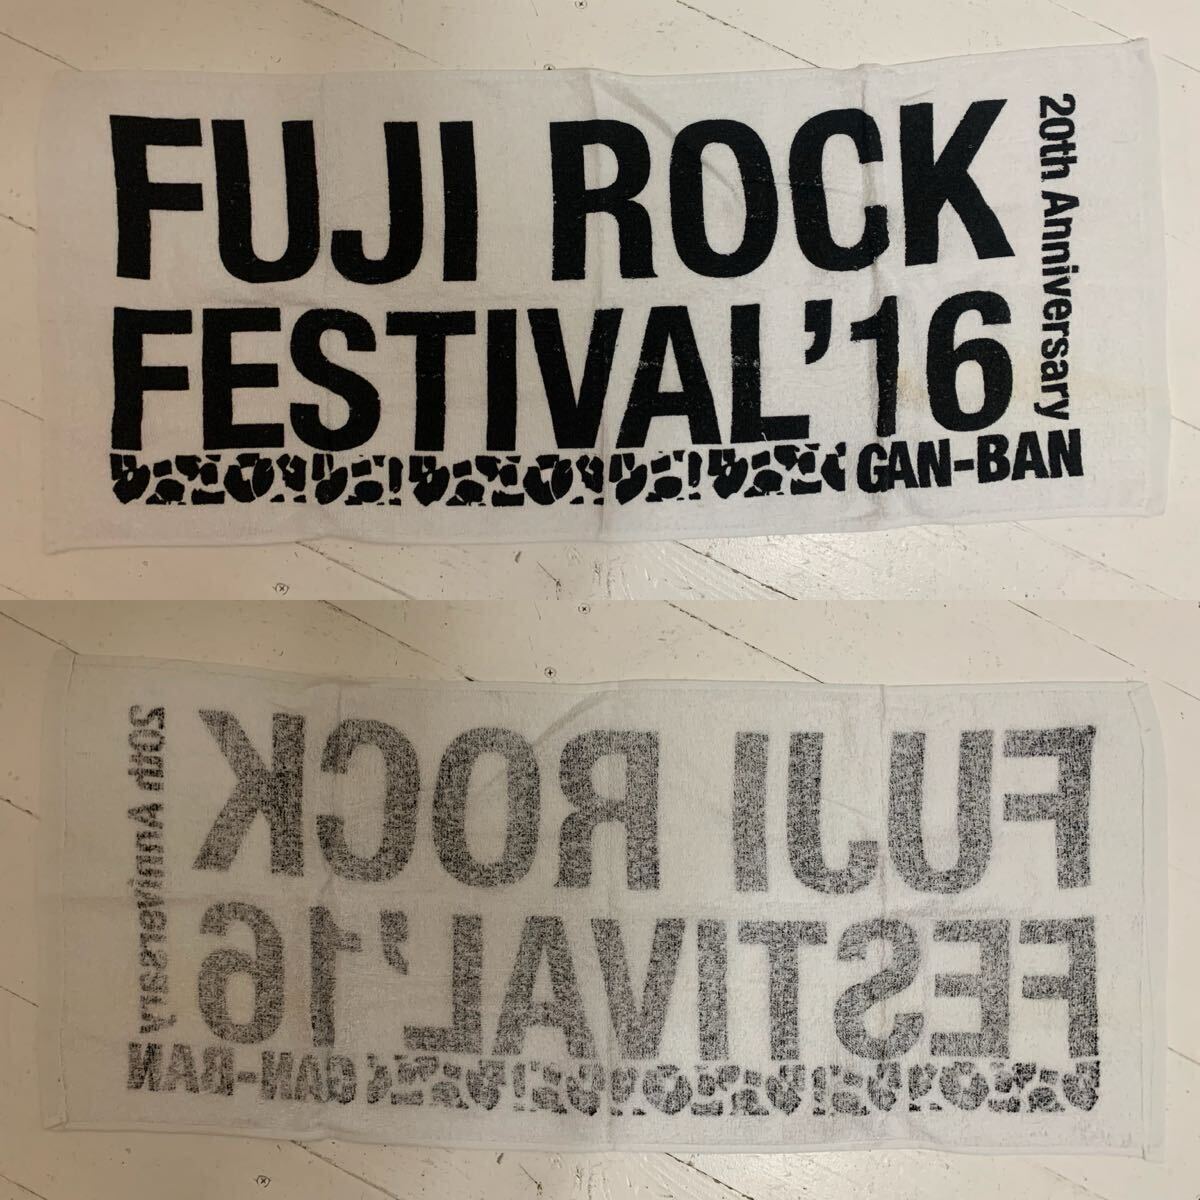 FUJI ROCK
FESTIVAL'16
20th Anniversary
GAN-BAN
FUJI ROCK
FESTIVAL'16
20th Anniversary
GAN-BAN